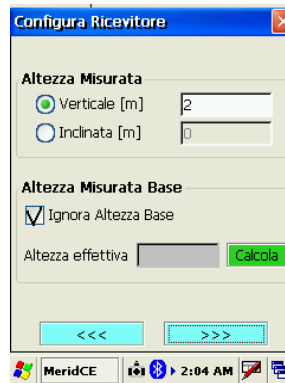 Configura Ricevitore
Altezza Misurata
Verticale [m] 2
Inclinata [m] 0
Altezza Misurata Base
Ignora Altezza Base
Altezza effettiva Calcola
<<< >>>
MeridCE 2:04 AM